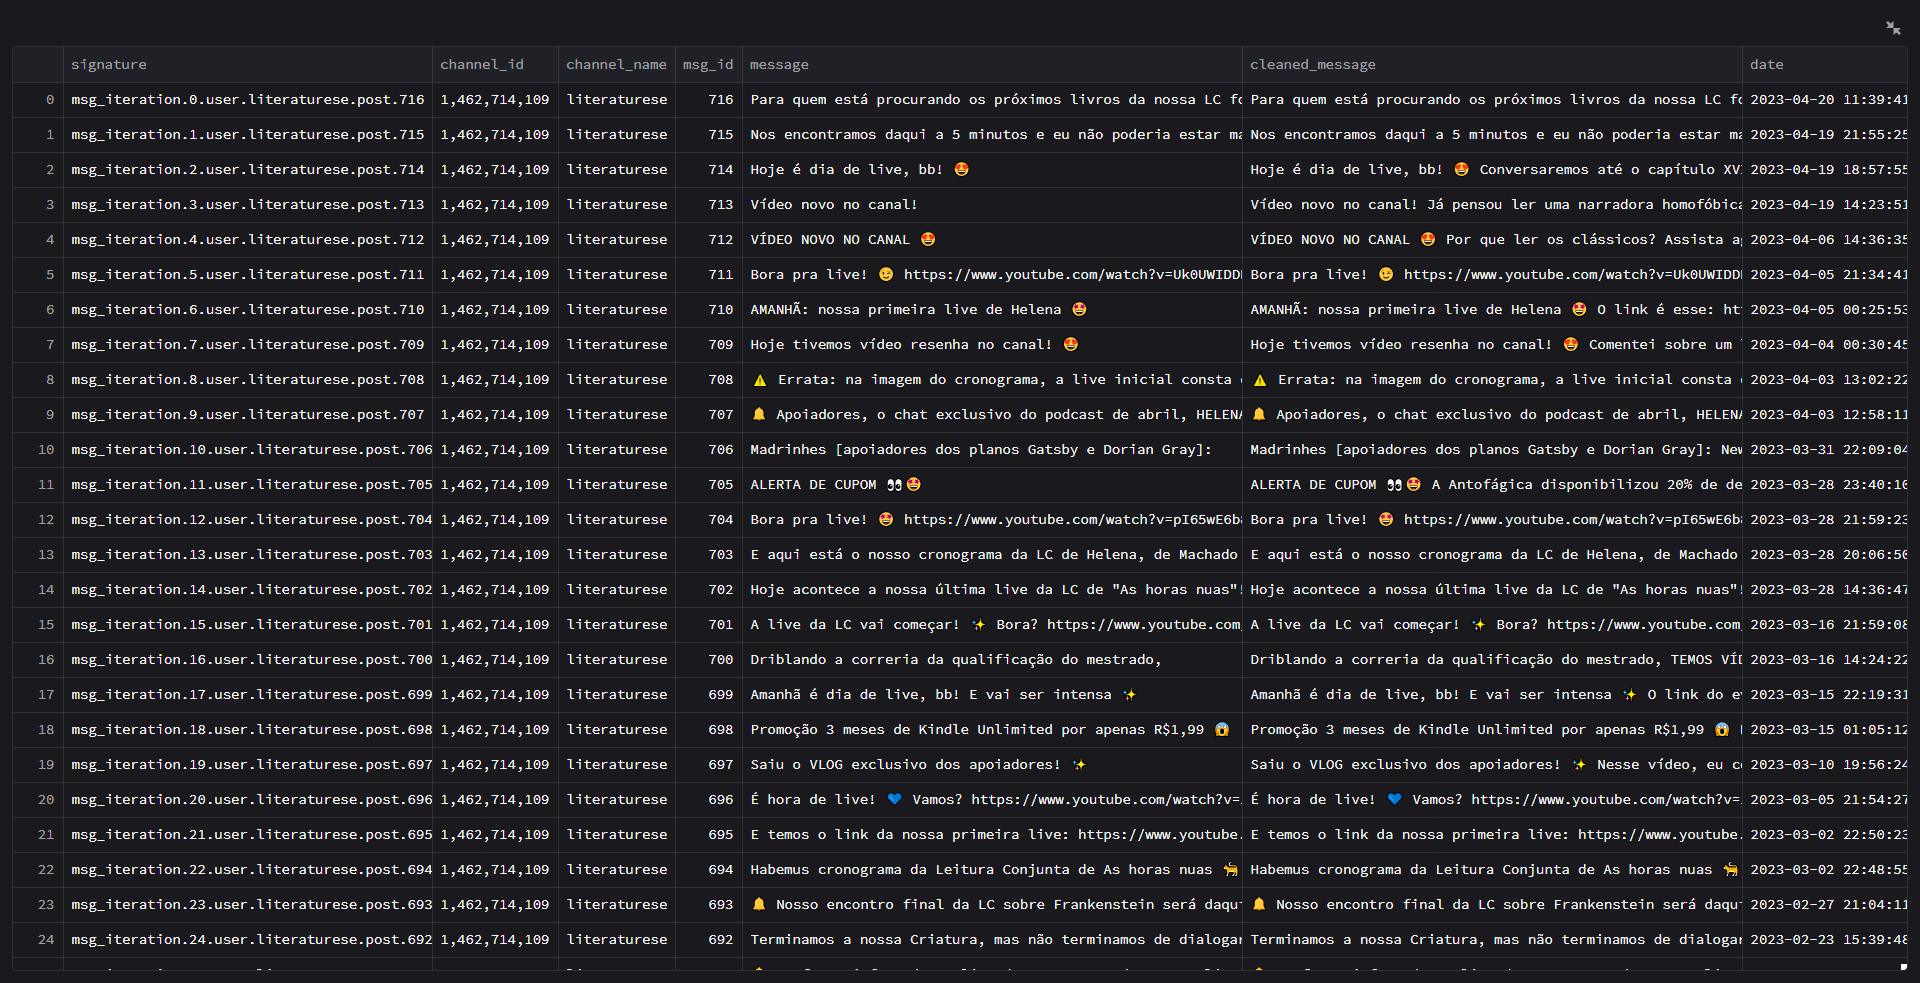 signature channel_id channel_name msg_id message cleaned_message date
0 msg_iteration.0.user.literaturese.post.716 1,462,714,109 literaturese 716 Para quem está procurando os próximos livros da nossa LC Para quem está procurando os próximos livros da nossa LC 2023-04-20 11:39:41
1 msg_iteration.1.user.literaturese.post.715 1,462,714,109 literaturese 715 Nos encontramos daqui a 5 minutos e eu não poderia estar Nos encontramos daqui a 5 minutos e eu não poderia estar 2023-04-19 21:55:25
2 msg_iteration.2.user.literaturese.post.714 1,462,714,109 literaturese 714 Hoje é dia de live, bb! 🤩 Hoje é dia de live, bb! 🤩 Conversaremos até o capítulo 2023-04-19 18:57:55
3 msg_iteration.3.user.literaturese.post.713 1,462,714,109 literaturese 713 Vídeo novo no canal! Vídeo novo no canal! Já pensou ler uma narradora homofóbica 2023-04-19 14:23:51
4 msg_iteration.4.user.literaturese.post.712 1,462,714,109 literaturese 712 VÍDEO NOVO NO CANAL 🤩 VÍDEO NOVO NO CANAL 🤩 Por que ler os clássicos? Assista 2023-04-06 14:36:35
5 msg_iteration.5.user.literaturese.post.711 1,462,714,109 literaturese 711 Bora pra live! 😉 https://www.youtube.com/watch?v=Uk0UWIDD Bora pra live! 😉 https://www.youtube.com/watch?v=Uk0UWIDD 2023-04-05 21:34:41
6 msg_iteration.6.user.literaturese.post.710 1,462,714,109 literaturese 710 AMANHÃ: nossa primeira live de Helena 🤩 AMANHÃ: nossa primeira live de Helena 🤩 O link é esse: 2023-04-05 00:25:53
7 msg_iteration.7.user.literaturese.post.709 1,462,714,109 literaturese 709 Hoje tivemos vídeo resenha no canal! 🤩 Hoje tivemos vídeo resenha no canal! 🤩 Comentei sobre um 2023-04-04 00:30:45
8 msg_iteration.8.user.literaturese.post.708 1,462,714,109 literaturese 708 ⚠️ Errata: na imagem do cronograma, a live inicial consta ⚠️ Errata: na imagem do cronograma, a live inicial consta 2023-04-03 13:02:22
9 msg_iteration.9.user.literaturese.post.707 1,462,714,109 literaturese 707 🔔 Apoiadores, o chat exclusivo do podcast de abril, HELENA 🔔 Apoiadores, o chat exclusivo do podcast de abril, HELENA 2023-04-03 12:58:11
10 msg_iteration.10.user.literaturese.post.706 1,462,714,109 literaturese 706 Madrinhes [apoiadores dos planos Gatsby e Dorian Gray]: Madrinhes [apoiadores dos planos Gatsby e Dorian Gray]: New 2023-03-31 22:09:04
11 msg_iteration.11.user.literaturese.post.705 1,462,714,109 literaturese 705 ALERTA DE CUPOM 👀🤩 ALERTA DE CUPOM 👀🤩 A Antofágica disponibilizou 20% de de 2023-03-28 23:40:10
12 msg_iteration.12.user.literaturese.post.704 1,462,714,109 literaturese 704 Bora pra live! 🤩 https://www.youtube.com/watch?v=pI65wE6b Bora pra live! 🤩 https://www.youtube.com/watch?v=pI65wE6b 2023-03-28 21:59:23
13 msg_iteration.13.user.literaturese.post.703 1,462,714,109 literaturese 703 E aqui está o nosso cronograma da LC de Helena, de Machado E aqui está o nosso cronograma da LC de Helena, de Machado 2023-03-28 20:06:50
14 msg_iteration.14.user.literaturese.post.702 1,462,714,109 literaturese 702 Hoje acontece a nossa última live da LC de "As horas nuas"! Hoje acontece a nossa última live da LC de "As horas nuas"! 2023-03-28 14:36:47
15 msg_iteration.15.user.literaturese.post.701 1,462,714,109 literaturese 701 A live da LC vai começar! ✨ Bora? https://www.youtube.com A live da LC vai começar! ✨ Bora? https://www.youtube.com 2023-03-16 21:59:08
16 msg_iteration.16.user.literaturese.post.700 1,462,714,109 literaturese 700 Driblando a correria da qualificação do mestrado, Driblando a correria da qualificação do mestrado, TEMOS VÍD 2023-03-16 14:24:22
17 msg_iteration.17.user.literaturese.post.699 1,462,714,109 literaturese 699 Amanhã é dia de live, bb! E vai ser intensa ✨ Amanhã é dia de live, bb! E vai ser intensa ✨ O link do 2023-03-15 22:19:31
18 msg_iteration.18.user.literaturese.post.698 1,462,714,109 literaturese 698 Promoção 3 meses de Kindle Unlimited por apenas R$1,99 😱 Promoção 3 meses de Kindle Unlimited por apenas R$1,99 😱 2023-03-15 01:05:12
19 msg_iteration.19.user.literaturese.post.697 1,462,714,109 literaturese 697 Saiu o VLOG exclusivo dos apoiadores! ✨ Saiu o VLOG exclusivo dos apoiadores! ✨ Nesse vídeo, eu 2023-03-10 19:56:24
20 msg_iteration.20.user.literaturese.post.696 1,462,714,109 literaturese 696 É hora de live! 💙 Vamos? https://www.youtube.com/watch?v= É hora de live! 💙 Vamos? https://www.youtube.com/watch?v= 2023-03-05 21:54:27
21 msg_iteration.21.user.literaturese.post.695 1,462,714,109 literaturese 695 E temos o link da nossa primeira live: https://www.youtube. E temos o link da nossa primeira live: https://www.youtube. 2023-03-02 22:50:23
22 msg_iteration.22.user.literaturese.post.694 1,462,714,109 literaturese 694 Habemus cronograma da Leitura Conjunta de As horas nuas 🐈 Habemus cronograma da Leitura Conjunta de As horas nuas 🐈 2023-03-02 22:48:55
23 msg_iteration.23.user.literaturese.post.693 1,462,714,109 literaturese 693 🔔 Nosso encontro final da LC sobre Frankenstein será daqu 🔔 Nosso encontro final da LC sobre Frankenstein será daqu 2023-02-27 21:04:11
24 msg_iteration.24.user.literaturese.post.692 1,462,714,109 literaturese 692 Terminamos a nossa Criatura, mas não terminamos de dialogar Terminamos a nossa Criatura, mas não terminamos de dialogar 2023-02-23 15:39:48